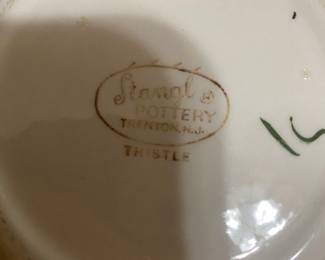 Stangl
POTTERY
TRENTON, N.J.
THISTLE